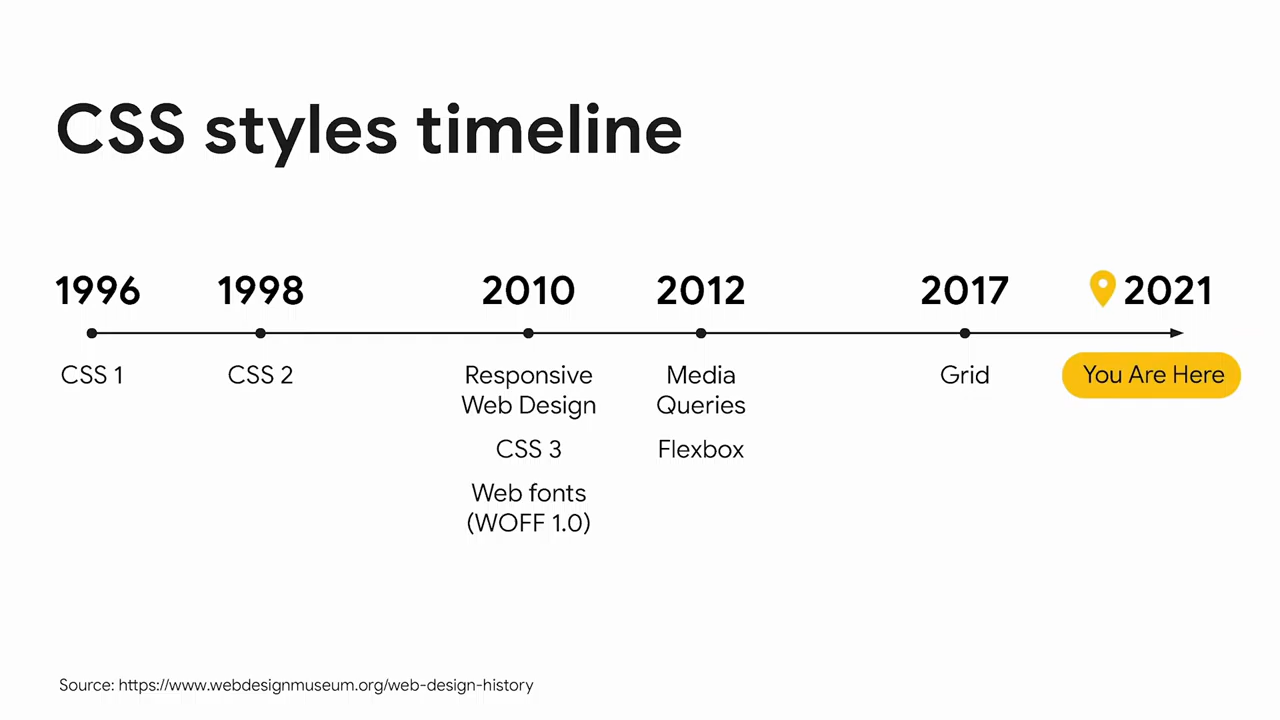 CSS styles timeline
1996
1998
2010
2012
2017
2021
CSS 1
CSS 2
Responsive
Web Design
CSS 3
Web fonts
(WOFF 1.0)
Media
Queries
Flexbox
Grid
You Are Here
Source: https://www.webdesignmuseum.org/web-design-history